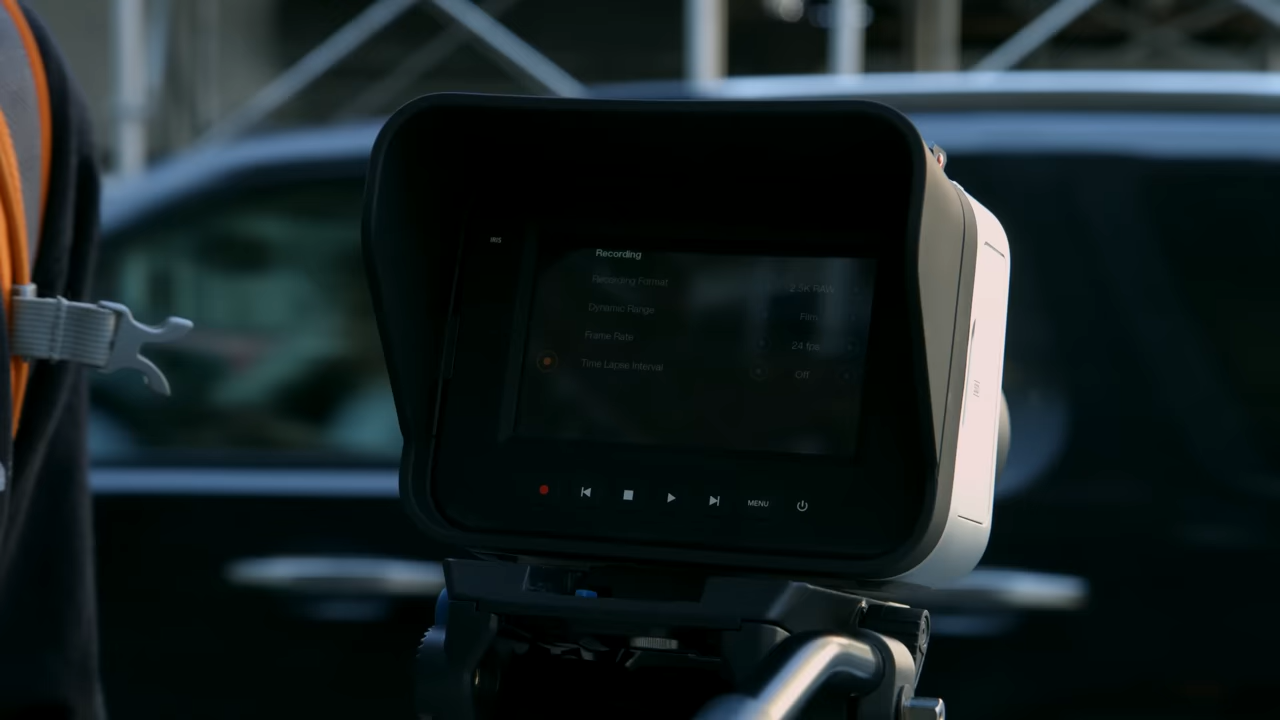 IRIS
Recording
Recording Format 2.5K RAW
Dynamic Range Film
Frame Rate 24 fps
Time Lapse Interval Off
MENU